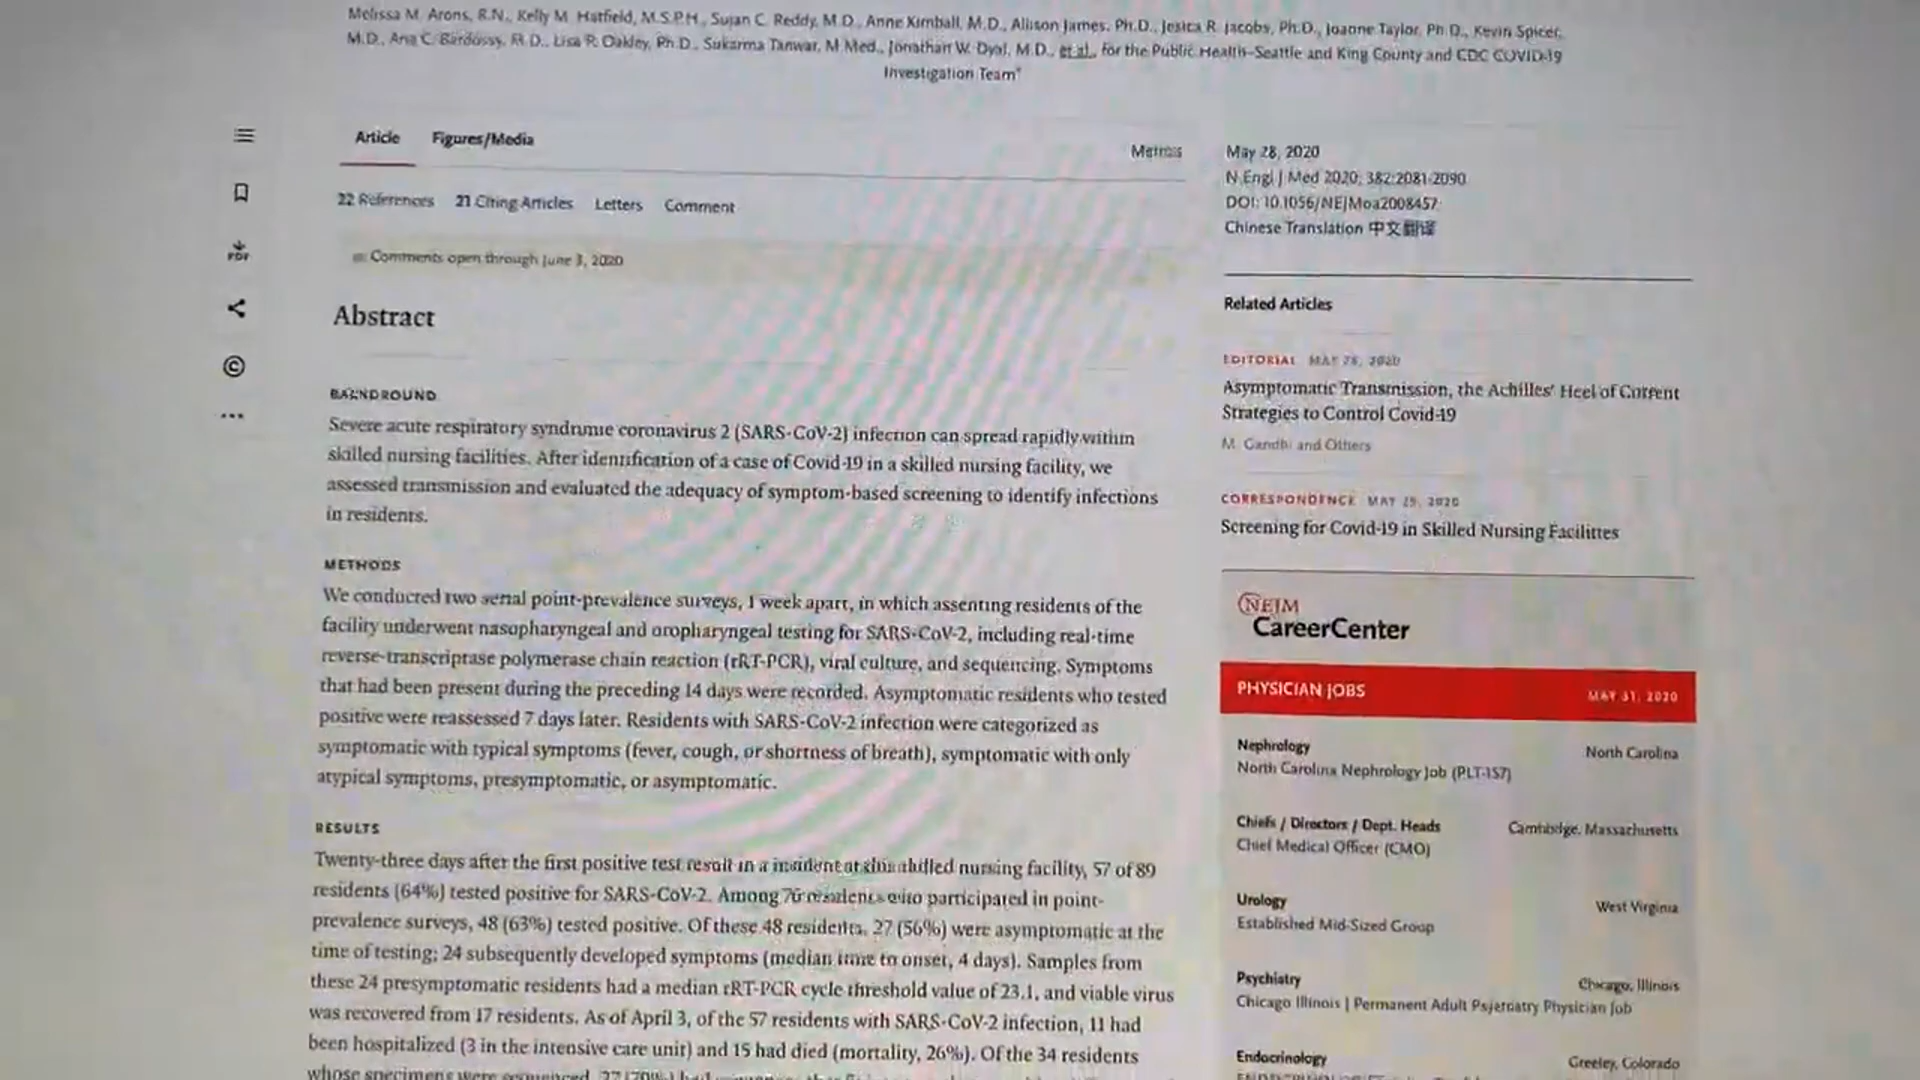 Melissa M. Arons, R.N., Kelly M. Hatfield, M.S.P.H., Sujan C. Reddy, M.D., Anne Kimball, M.D., Allison James, Ph.D., Jesica R. Jacobs, Ph.D., Joanne Taylor, Ph.D., Kevin Spicer,
M.D., Ana C. Bardossy, M.D., Lisa P. Oakley, Ph.D., Sukarma Tanwar, M.Med., Jonathan W. Dyal, M.D., et al., for the Public Health–Seattle and King County and CDC COVID-19
Investigation Team*
Article Figures/Media
Metrics
22 References 21 Citing Articles Letters Comment
Comments open through June 3, 2020
Abstract
BACKGROUND
Severe acute respiratory syndrome coronavirus 2 (SARS-CoV-2) infection can spread rapidly within
skilled nursing facilities. After identification of a case of Covid-19 in a skilled nursing facility, we
assessed transmission and evaluated the adequacy of symptom-based screening to identify infections
in residents.
METHODS
We conducted two serial point-prevalence surveys, 1 week apart, in which assenting residents of the
facility underwent nasopharyngeal and oropharyngeal testing for SARS-CoV-2, including real-time
reverse-transcriptase polymerase chain reaction (rRT-PCR), viral culture, and sequencing. Symptoms
that had been present during the preceding 14 days were recorded. Asymptomatic residents who tested
positive were reassessed 7 days later. Residents with SARS-CoV-2 infection were categorized as
symptomatic with typical symptoms (fever, cough, or shortness of breath), symptomatic with only
atypical symptoms, presymptomatic, or asymptomatic.
RESULTS
Twenty-three days after the first positive test result in a resident at this skilled nursing facility, 57 of 89
residents (64%) tested positive for SARS-CoV-2. Among 76 residents who participated in point-
prevalence surveys, 48 (63%) tested positive. Of these 48 residents, 27 (56%) were asymptomatic at the
time of testing; 24 subsequently developed symptoms (median time to onset, 4 days). Samples from
these 24 presymptomatic residents had a median rRT-PCR cycle threshold value of 23.1, and viable virus
was recovered from 17 residents. As of April 3, of the 57 residents with SARS-CoV-2 infection, 11 had
been hospitalized (3 in the intensive care unit) and 15 had died (mortality, 26%). Of the 34 residents
whose specimens were sequenced, 27
May 28, 2020
N Engl J Med 2020; 382:2081-2090
DOI: 10.1056/NEJMoa2008457
Chinese Translation 中文翻译
Related Articles
EDITORIAL MAY 28, 2020
Asymptomatic Transmission, the Achilles' Heel of Current
Strategies to Control Covid-19
M. Gandhi and Others
CORRESPONDENCE MAY 29, 2020
Screening for Covid-19 in Skilled Nursing Facilities
NEJM
CareerCenter
PHYSICIAN JOBS MAY 31, 2020
Nephrology North Carolina
North Carolina Nephrology Job (PLT-157)
Chiefs / Directors / Dept. Heads Cambridge, Massachusetts
Chief Medical Officer (CMO)
Urology West Virginia
Established Mid-Sized Group
Psychiatry Chicago, Illinois
Chicago Illinois | Permanent Adult Psychiatry Physician Job
Endocrinology Greeley, Colorado